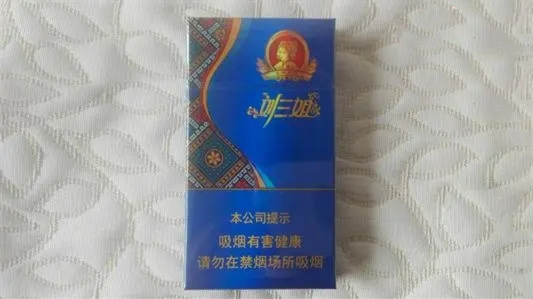 刘三姐
本公司提示
吸烟有害健康
请勿在禁烟场所吸烟